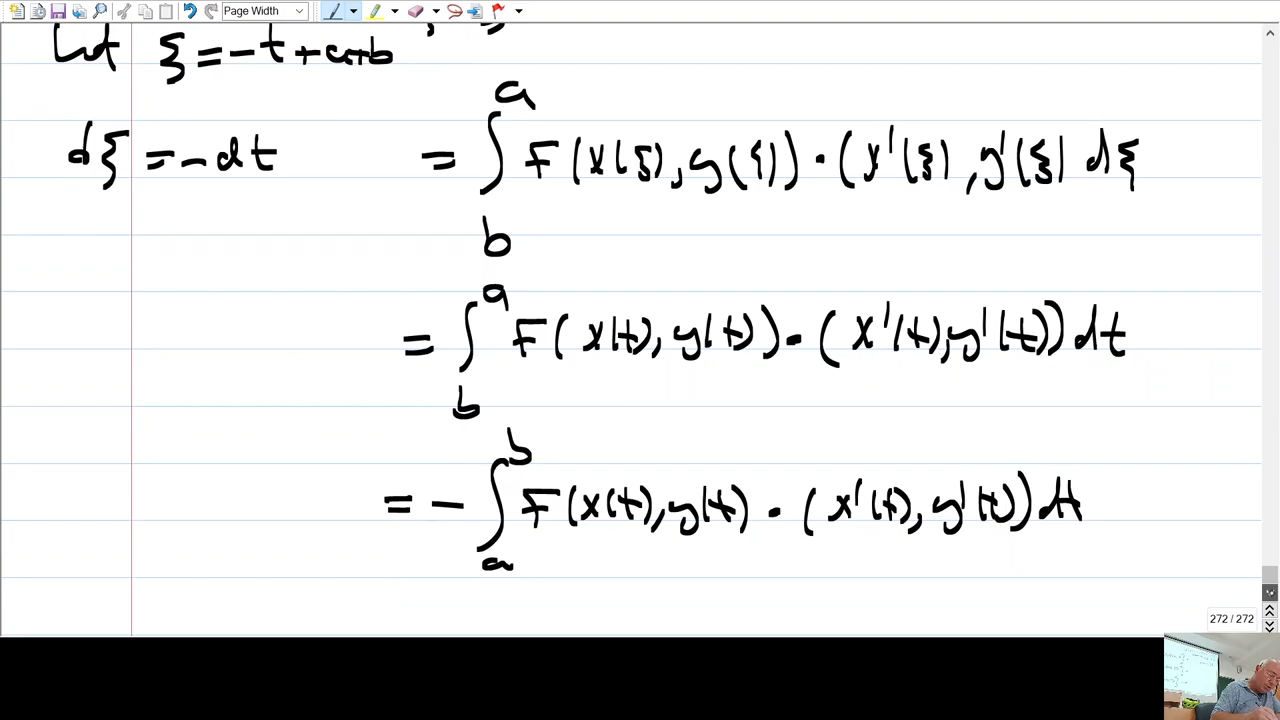 Page Width
Let ξ = -t + a+b
dξ = -dt = ∫_b^a F(x(ξ), y(ξ)) · (x'(ξ), y'(ξ) dξ
= ∫_b^a F(x(t), y(t)) · (x'(t), y'(t)) dt
= - ∫_a^b F(x(t), y(t) · (x'(t), y'(t)) dt
272 / 272